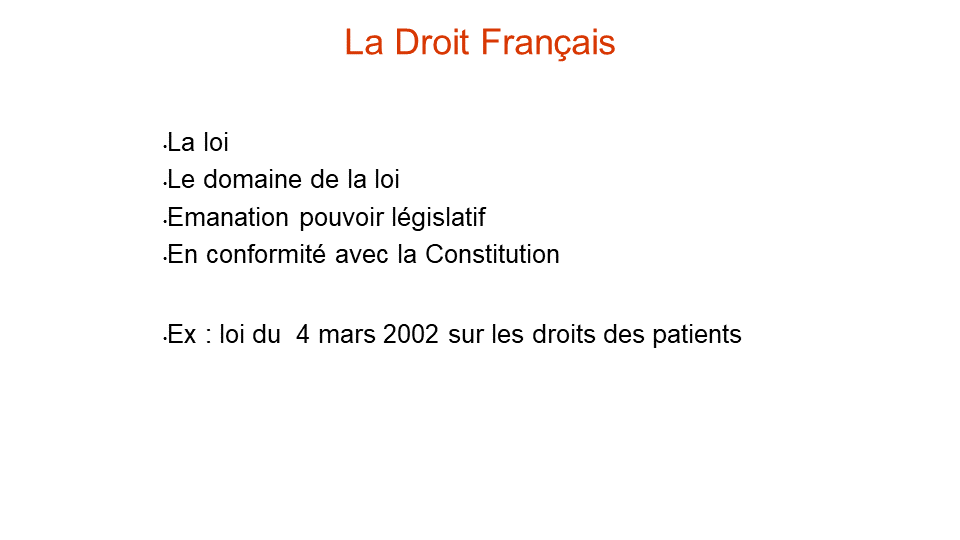 La Droit Français
•La loi
•Le domaine de la loi
•Emanation pouvoir législatif
•En conformité avec la Constitution
•Ex : loi du  4 mars 2002 sur les droits des patients